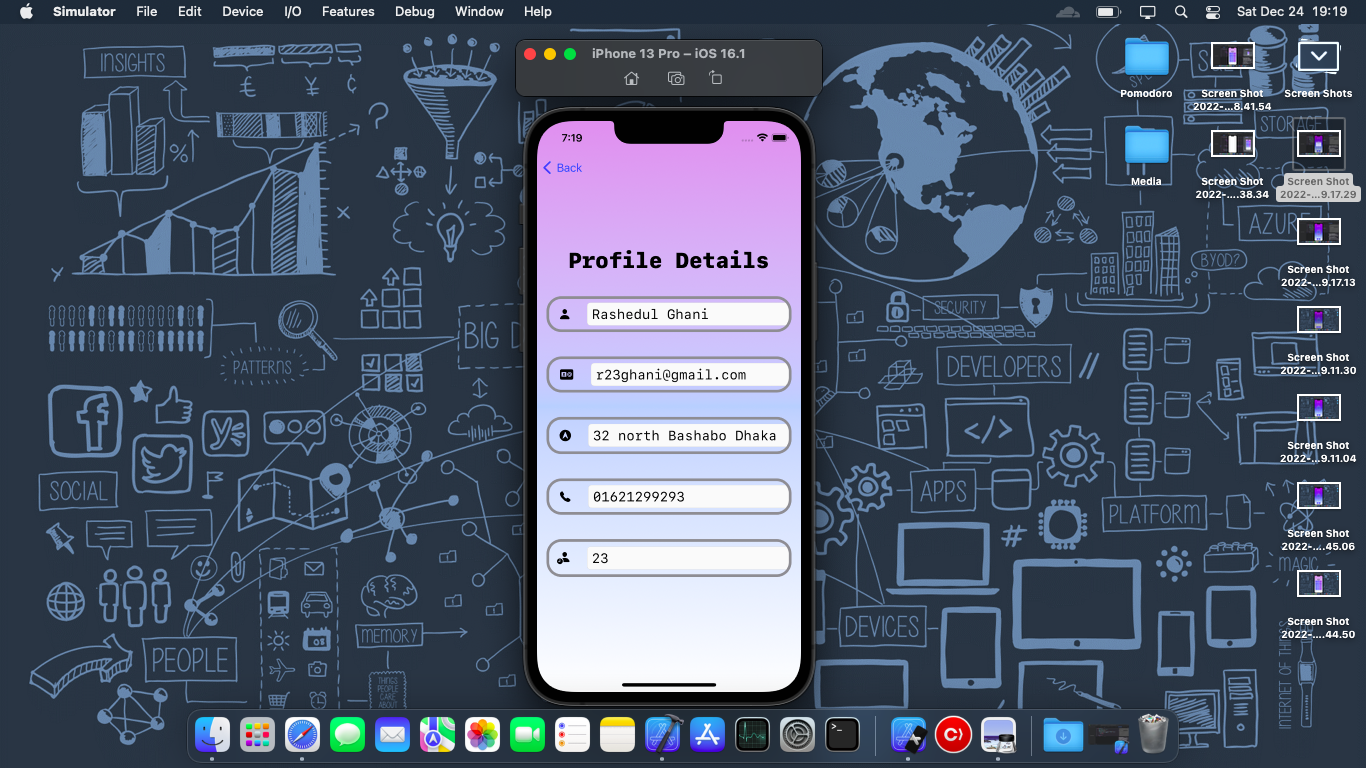 Simulator File Edit Device I/O Features Debug Window Help Sat Dec 24 19:19
iPhone 13 Pro – iOS 16.1
7:19
Back
Profile Details
Rashedul Ghani
r23ghani@gmail.com
32 north Bashabo Dhaka
01621299293
23
Pomodoro
Screen Shot
2022-...8.41.54
Screen Shots
Media
Screen Shot
2022-....38.34
Screen Shot
2022-...9.17.29
Screen Shot
2022-...9.17.13
Screen Shot
2022-...9.11.30
Screen Shot
2022-...9.11.04
Screen Shot
2022-....45.06
Screen Shot
2022-....44.50
INSIGHTS
PATTERNS
BIG D
SOCIAL
PEOPLE
MEMORY
THINGS
PEOPLE
CARE
ABOUT
STORAGE
AZURE
BYOD?
SECURITY
DEVELOPERS
</>
APPS
#
PLATFORM
MAGIC
DEVICES
INTERNET OF THINGS